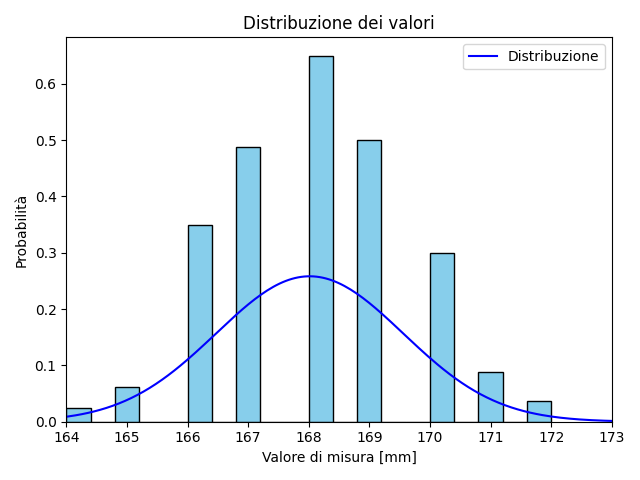 Distribuzione dei valori
Distribuzione
Probabilità
0.6
0.5
0.4
0.3
0.2
0.1
0.0
164 165 166 167 168 169 170 171 172 173
Valore di misura [mm]